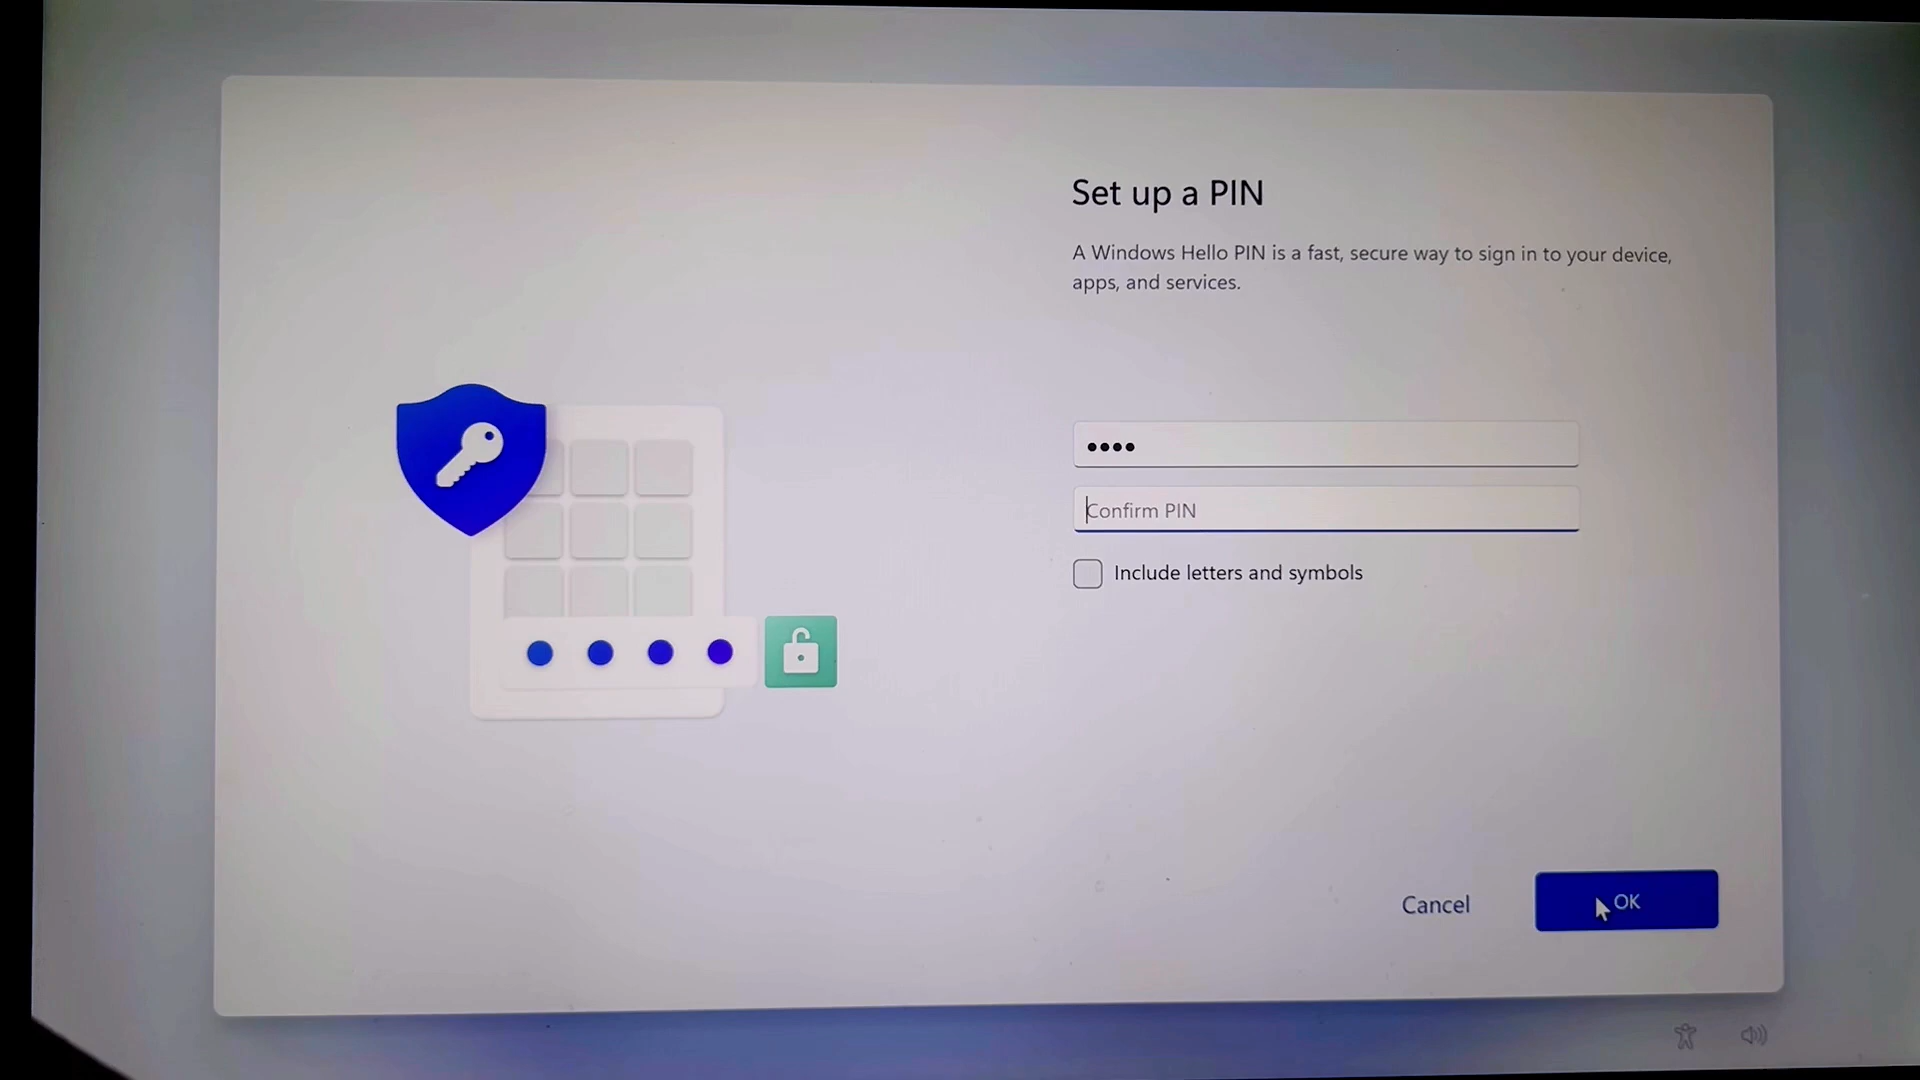 Set up a PIN
A Windows Hello PIN is a fast, secure way to sign in to your device,
apps, and services.
••••
Confirm PIN
Include letters and symbols
Cancel
OK